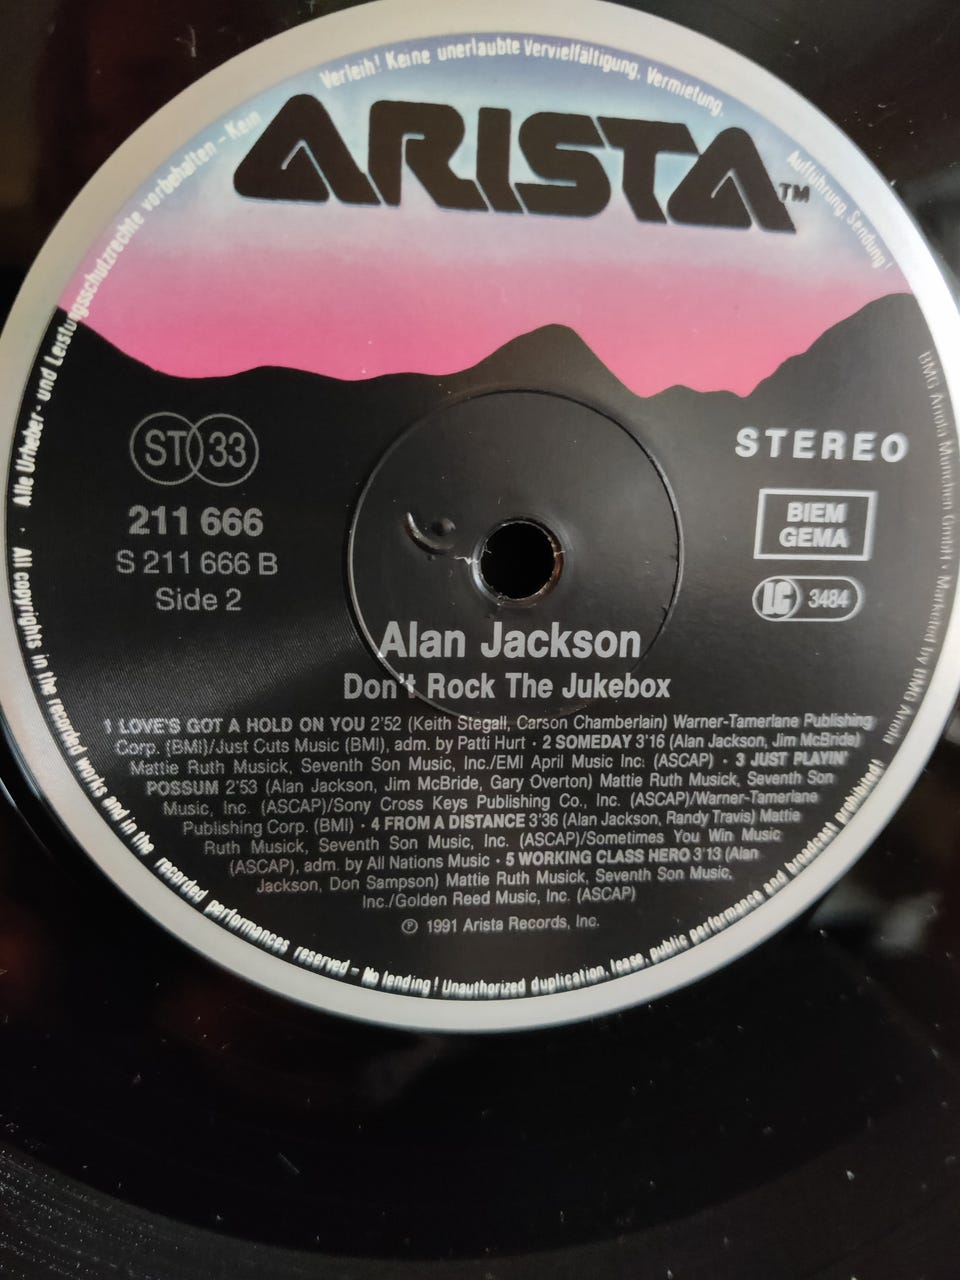 Alle Urheber- und Leistungsschutzrechte vorbehalten – Kein Verleih! Keine unerlaubte Vervielfältigung, Vermietung, Aufführung, Sendung!
ARISTA™
ST 33
STEREO
211 666
S 211 666 B
Side 2
BIEM
GEMA
LC 3484
Alan Jackson
Don't Rock The Jukebox
1 LOVE'S GOT A HOLD ON YOU 2'52 (Keith Stegall, Carson Chamberlain) Warner-Tamerlane Publishing
Corp. (BMI)/Just Cuts Music (BMI), adm. by Patti Hurt · 2 SOMEDAY 3'16 (Alan Jackson, Jim McBride)
Mattie Ruth Musick, Seventh Son Music, Inc./EMI April Music Inc. (ASCAP) · 3 JUST PLAYIN'
POSSUM 2'53 (Alan Jackson, Jim McBride, Gary Overton) Mattie Ruth Musick, Seventh Son
Music, Inc. (ASCAP)/Sony Cross Keys Publishing Co., Inc. (ASCAP)/Warner-Tamerlane
Publishing Corp. (BMI) · 4 FROM A DISTANCE 3'36 (Alan Jackson, Randy Travis) Mattie
Ruth Musick, Seventh Son Music, Inc. (ASCAP)/Sometimes You Win Music
(ASCAP), adm. by All Nations Music · 5 WORKING CLASS HERO 3'13 (Alan
Jackson, Don Sampson) Mattie Ruth Musick, Seventh Son Music,
Inc./Golden Reed Music, Inc. (ASCAP)
℗ 1991 Arista Records, Inc.
· All copyrights in the recorded works and in the recorded performances reserved – No lending! Unauthorized duplication, lease, public performance and broadcast prohibited!
BMG Ariola München GmbH · Marketed by BMG Ariola